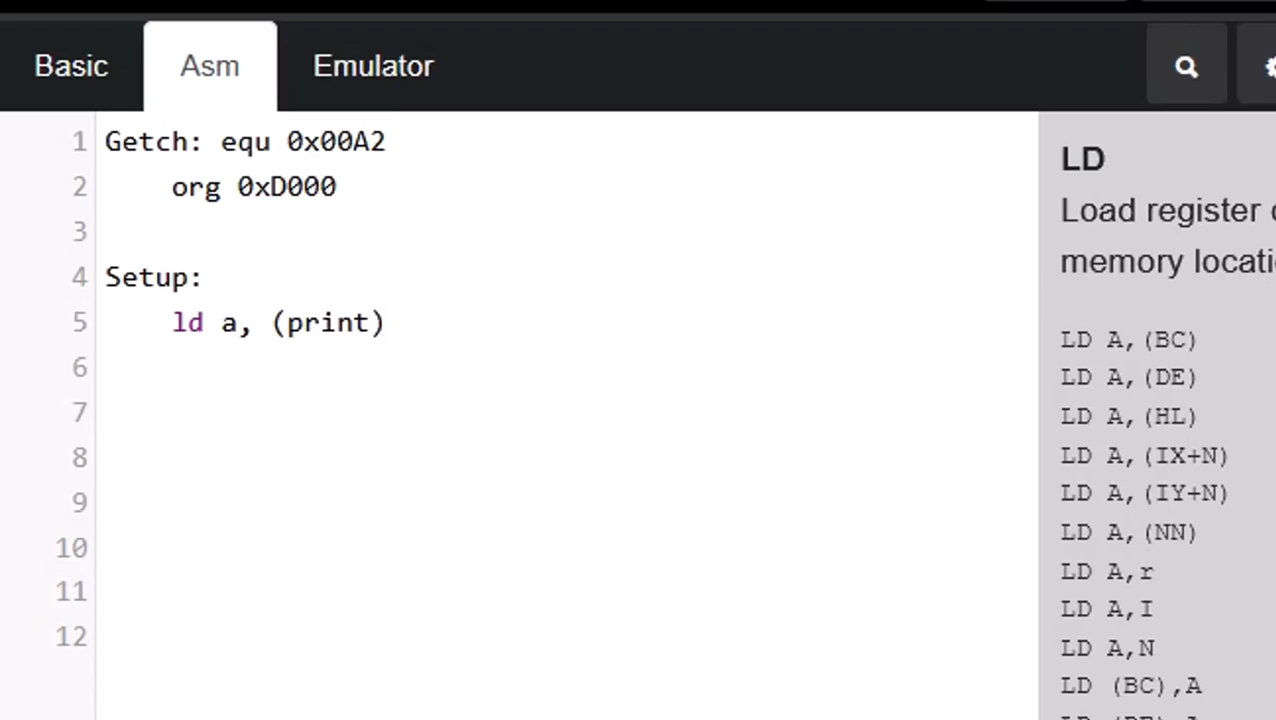 Basic Asm Emulator
1 Getch: equ 0x00A2
2 org 0xD000
3
4 Setup:
5 ld a, (print)
6
7
8
9
10
11
12
LD
Load register
memory locati
LD A,(BC)
LD A,(DE)
LD A,(HL)
LD A,(IX+N)
LD A,(IY+N)
LD A,(NN)
LD A,r
LD A,I
LD A,N
LD (BC),A